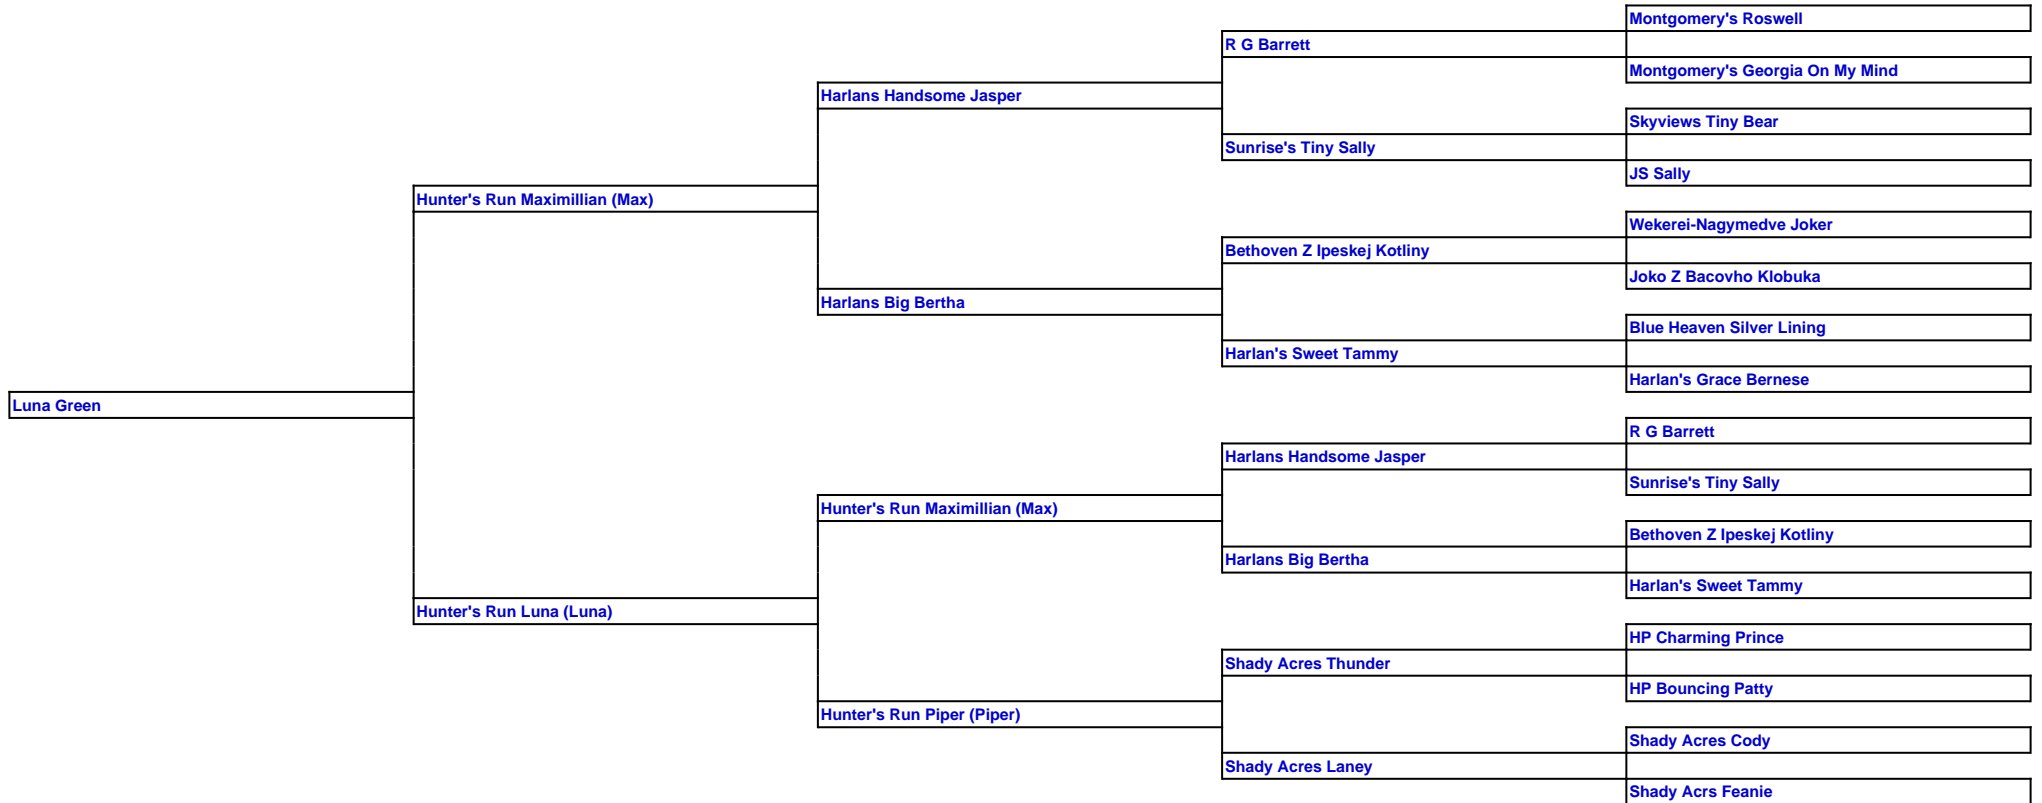 Montgomery's Roswell
R G Barrett
Montgomery's Georgia On My Mind
Harlans Handsome Jasper
Skyviews Tiny Bear
Sunrise's Tiny Sally
JS Sally
Hunter's Run Maximillian (Max)
Wekerei-Nagymedve Joker
Bethoven Z Ipeskej Kotliny
Joko Z Bacovho Klobuka
Harlans Big Bertha
Blue Heaven Silver Lining
Harlan's Sweet Tammy
Harlan's Grace Bernese
Luna Green
R G Barrett
Harlans Handsome Jasper
Sunrise's Tiny Sally
Hunter's Run Maximillian (Max)
Bethoven Z Ipeskej Kotliny
Harlans Big Bertha
Harlan's Sweet Tammy
Hunter's Run Luna (Luna)
HP Charming Prince
Shady Acres Thunder
HP Bouncing Patty
Hunter's Run Piper (Piper)
Shady Acres Cody
Shady Acres Laney
Shady Acrs Feanie